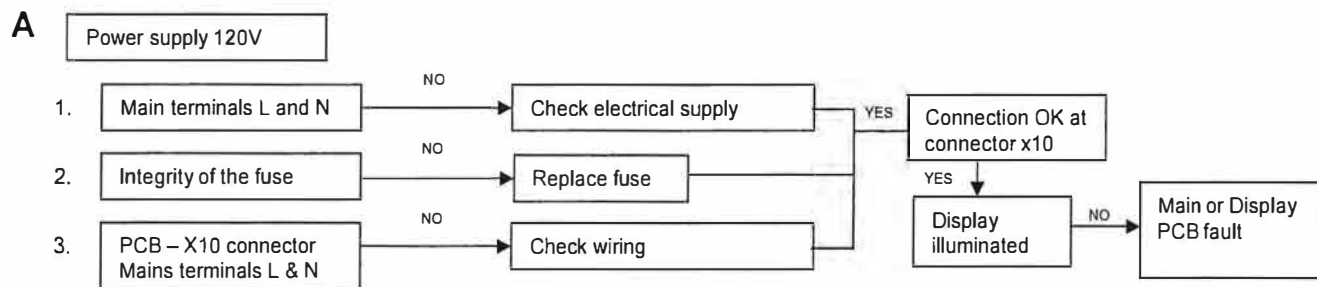 A
Power supply 120V
NO
1. Main terminals L and N
Check electrical supply
YES
Connection OK at
connector x10
NO
2. Integrity of the fuse
Replace fuse
YES
NO
3. PCB – X10 connector
Mains terminals L & N
Check wiring
Display
illuminated
NO
Main or Display
PCB fault